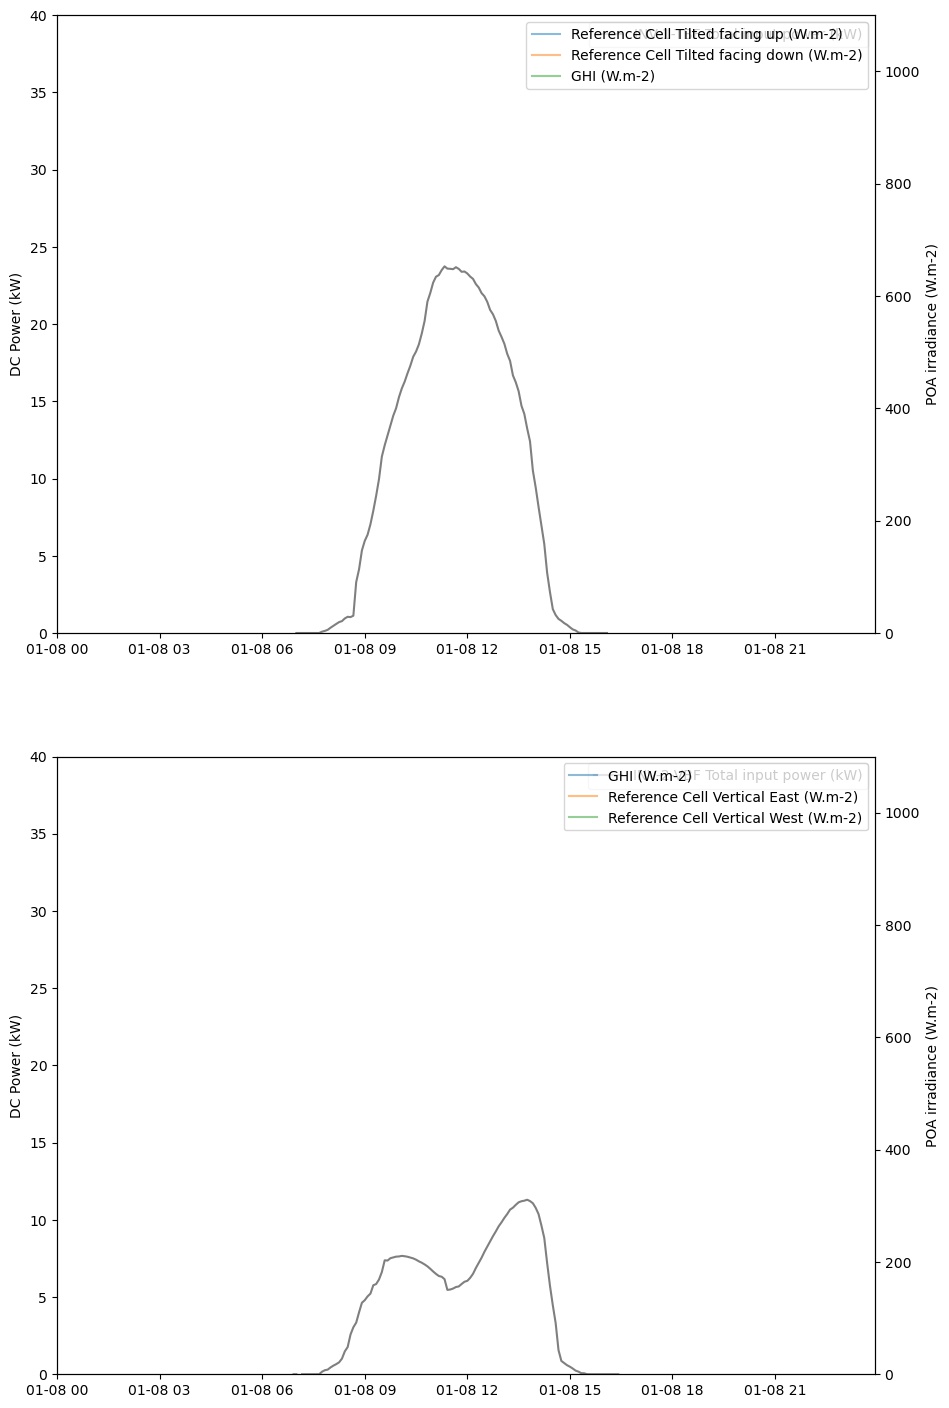 40
35
30
25
20
15
10
5
0
DC Power (kW)
Reference Cell Tilted facing up (W.m-2)
Reference Cell Tilted facing down (W.m-2)
GHI (W.m-2)
1000
800
600
400
200
0
POA irradiance (W.m-2)
01-08 00 01-08 03 01-08 06 01-08 09 01-08 12 01-08 15 01-08 18 01-08 21
40
35
30
25
20
15
10
5
0
DC Power (kW)
GHI (W.m-2) Total input power (kW)
Reference Cell Vertical East (W.m-2)
Reference Cell Vertical West (W.m-2)
1000
800
600
400
200
0
POA irradiance (W.m-2)
01-08 00 01-08 03 01-08 06 01-08 09 01-08 12 01-08 15 01-08 18 01-08 21